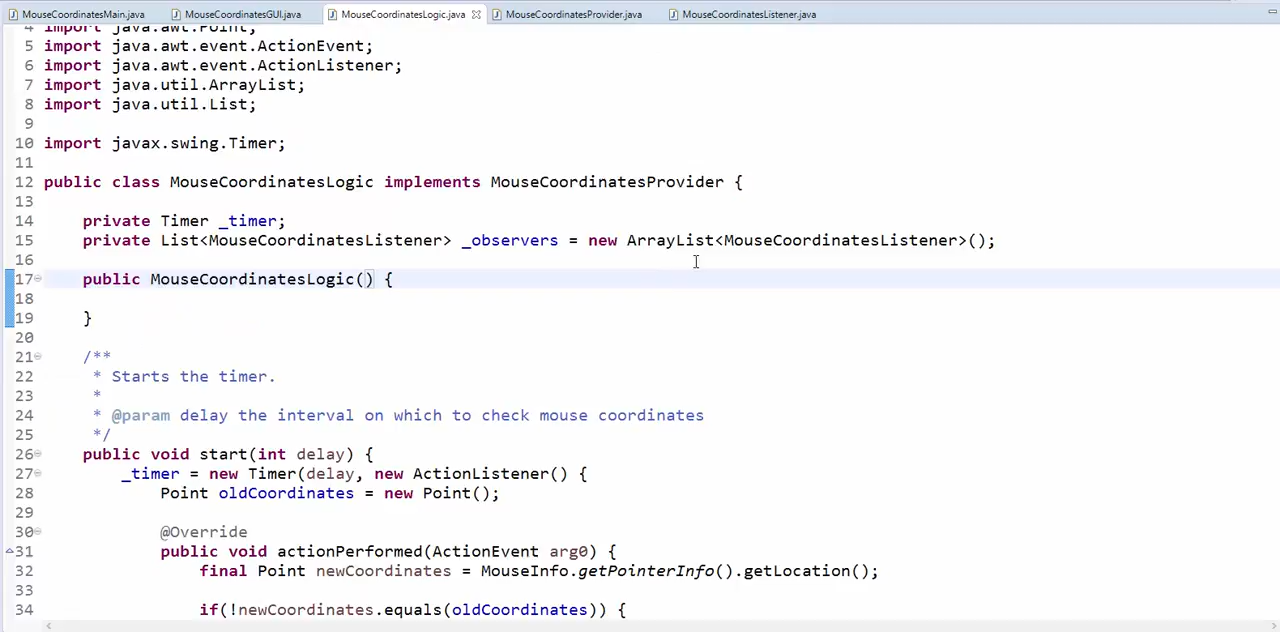 MouseCoordinatesMain.java MouseCoordinatesGUI.java MouseCoordinatesLogic.java MouseCoordinatesProvider.java MouseCoordinatesListener.java
4 import java.awt.Point;
5 import java.awt.event.ActionEvent;
6 import java.awt.event.ActionListener;
7 import java.util.ArrayList;
8 import java.util.List;
9
10 import javax.swing.Timer;
11
12 public class MouseCoordinatesLogic implements MouseCoordinatesProvider {
13
14 private Timer _timer;
15 private List<MouseCoordinatesListener> _observers = new ArrayList<MouseCoordinatesListener>();
16
17 public MouseCoordinatesLogic() {
18
19 }
20
21 /**
22 * Starts the timer.
23 *
24 * @param delay the interval on which to check mouse coordinates
25 */
26 public void start(int delay) {
27 _timer = new Timer(delay, new ActionListener() {
28 Point oldCoordinates = new Point();
29
30 @Override
31 public void actionPerformed(ActionEvent arg0) {
32 final Point newCoordinates = MouseInfo.getPointerInfo().getLocation();
33
34 if(!newCoordinates.equals(oldCoordinates)) {